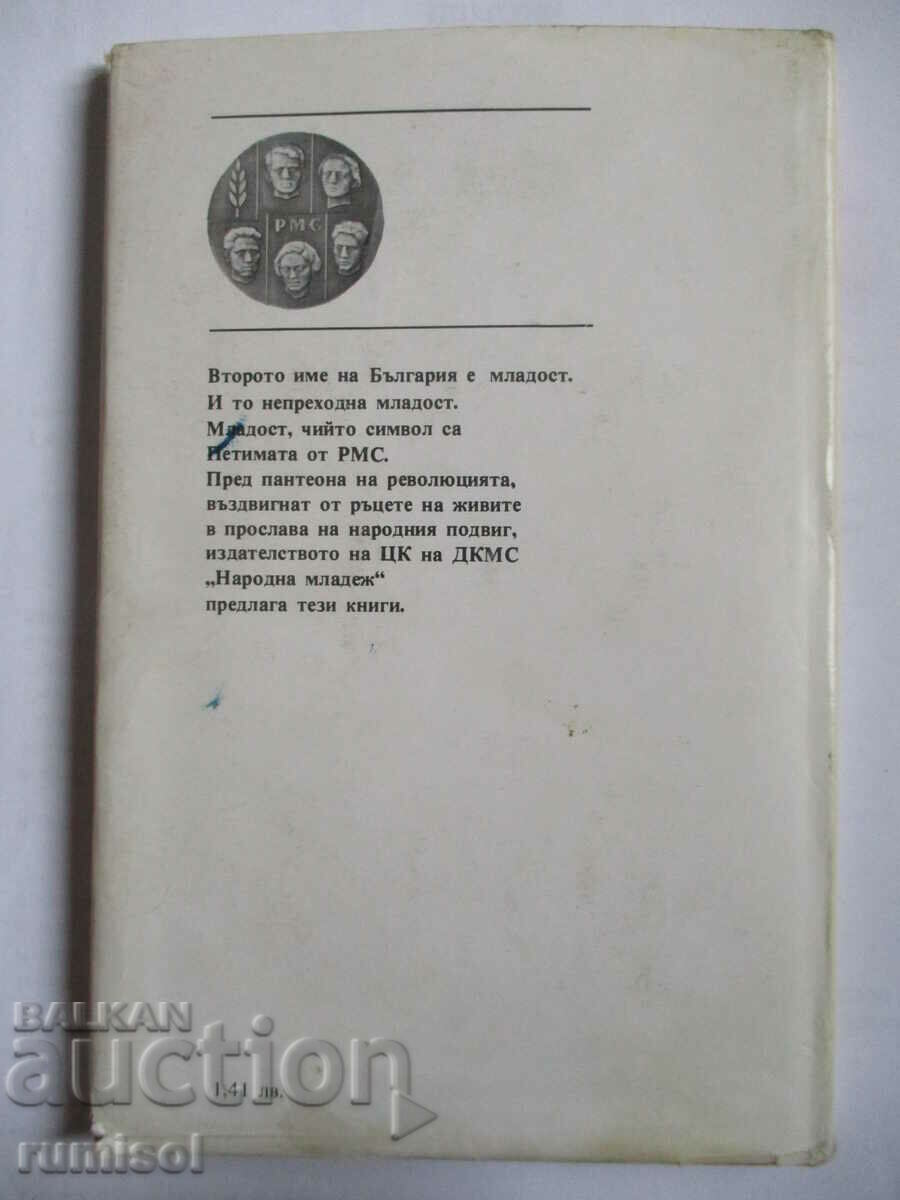 РМС
Второто име на България е младост.
И то непреходна младост.
Младост, чийто символ са
Петимата от РМС.
Пред пантеона на революцията,
въздвигнат от ръцете на живите
в прослава на народния подвиг,
издателството на ЦК на ДКМС
„Народна младеж“
предлага тези книги.
1,41 лв.
BALKAN
auction
rumisol